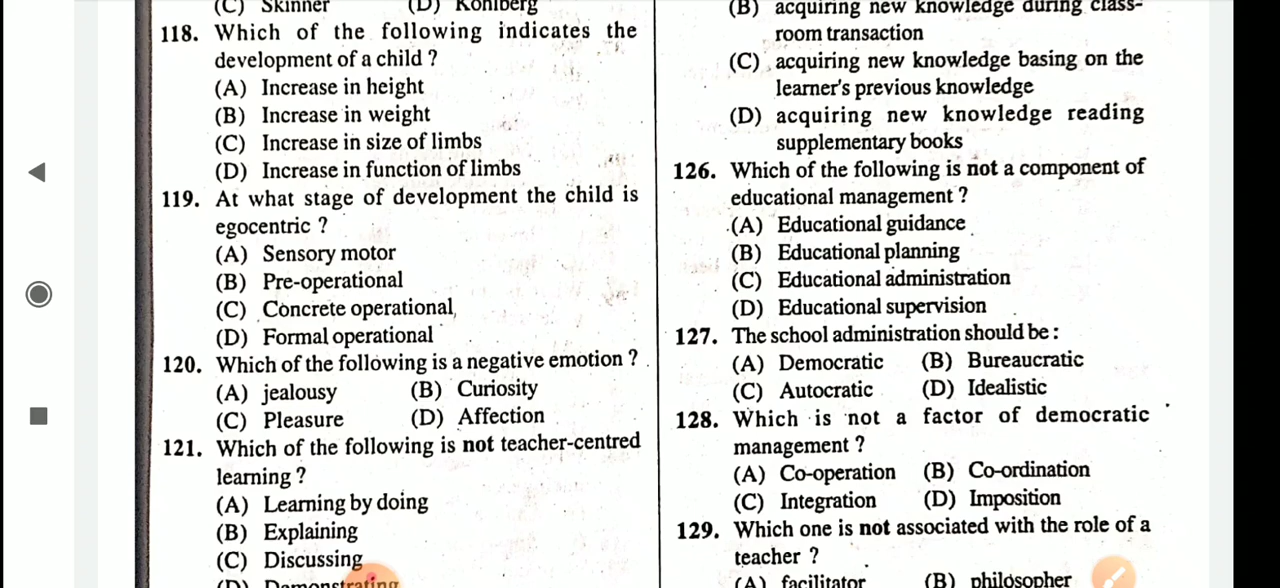 (C) Skinner (D) Kohlberg
118. Which of the following indicates the
development of a child ?
(A) Increase in height
(B) Increase in weight
(C) Increase in size of limbs
(D) Increase in function of limbs
119. At what stage of development the child is
egocentric ?
(A) Sensory motor
(B) Pre-operational
(C) Concrete operational
(D) Formal operational
120. Which of the following is a negative emotion ?
(A) jealousy (B) Curiosity
(C) Pleasure (D) Affection
121. Which of the following is not teacher-centred
learning ?
(A) Learning by doing
(B) Explaining
(C) Discussing
(D) Demonstrating
(B) acquiring new knowledge during class-
room transaction
(C) acquiring new knowledge basing on the
learner's previous knowledge
(D) acquiring new knowledge reading
supplementary books
126. Which of the following is not a component of
educational management ?
(A) Educational guidance
(B) Educational planning
(C) Educational administration
(D) Educational supervision
127. The school administration should be :
(A) Democratic (B) Bureaucratic
(C) Autocratic (D) Idealistic
128. Which is not a factor of democratic
management ?
(A) Co-operation (B) Co-ordination
(C) Integration (D) Imposition
129. Which one is not associated with the role of a
teacher ?
(A) facilitator (B) philosopher